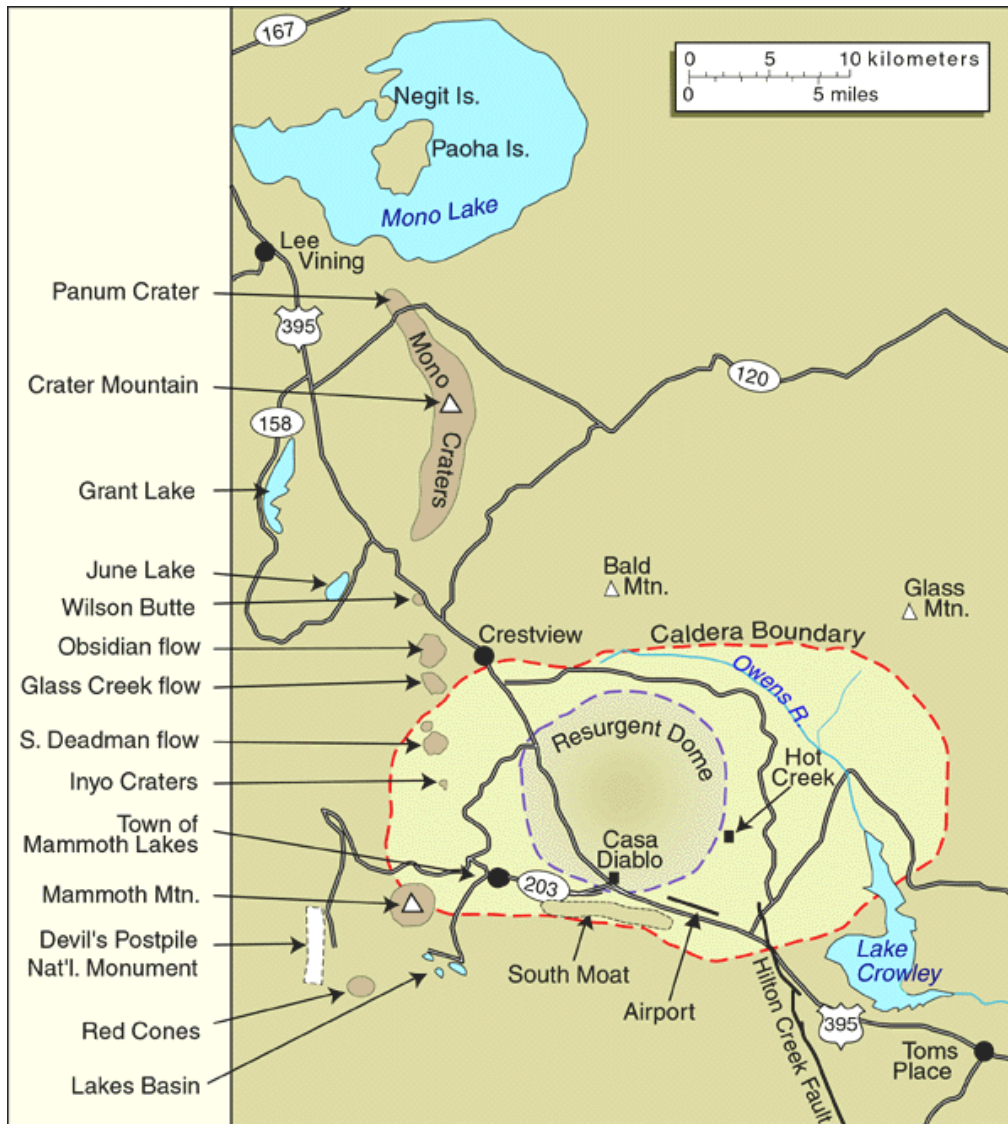 167
0 5 10 kilometers
0 5 miles
Negit Is.
Paoha Is.
Mono Lake
Lee
Vining
Panum Crater
395
Mono
Craters
Crater Mountain
120
158
Grant Lake
Bald
Mtn.
Glass
Mtn.
June Lake
Wilson Butte
Crestview
Caldera Boundary
Obsidian flow
Glass Creek flow
Owens R.
S. Deadman flow
Resurgent Dome
Hot
Creek
Inyo Craters
Town of
Mammoth Lakes
Casa
Diablo
203
Mammoth Mtn.
Devil's Postpile
Nat'l. Monument
South Moat
Airport
Lake
Crowley
Hilton Creek Fault
Red Cones
395
Toms
Place
Lakes Basin